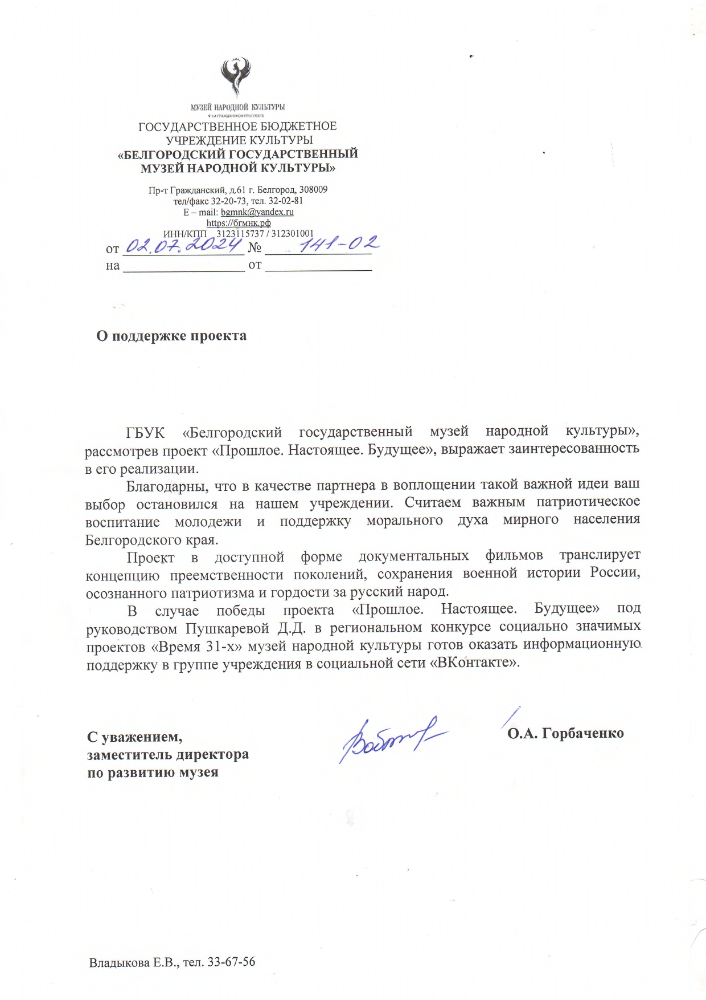 МУЗЕЙ НАРОДНОЙ КУЛЬТУРЫ
НА ГРАЖДАНСКОМ ПРОСПЕКТЕ
ГОСУДАРСТВЕННОЕ БЮДЖЕТНОЕ
УЧРЕЖДЕНИЕ КУЛЬТУРЫ
«БЕЛГОРОДСКИЙ ГОСУДАРСТВЕННЫЙ
МУЗЕЙ НАРОДНОЙ КУЛЬТУРЫ»
Пр-т Гражданский, д.61 г. Белгород, 308009
тел/факс 32-20-73, тел. 32-02-81
E – mail: bgmnk@yandex.ru
https://бгмнк.рф
ИНН/КПП 3123115737 / 312301001
от 02.07.2024 № 141-02
на ________ от ________
О поддержке проекта
ГБУК «Белгородский государственный музей народной культуры»,
рассмотрев проект «Прошлое. Настоящее. Будущее», выражает заинтересованность
в его реализации.
Благодарны, что в качестве партнера в воплощении такой важной идеи ваш
выбор остановился на нашем учреждении. Считаем важным патриотическое
воспитание молодежи и поддержку морального духа мирного населения
Белгородского края.
Проект в доступной форме документальных фильмов транслирует
концепцию преемственности поколений, сохранения военной истории России,
осознанного патриотизма и гордости за русский народ.
В случае победы проекта «Прошлое. Настоящее. Будущее» под
руководством Пушкаревой Д.Д. в региональном конкурсе социально значимых
проектов «Время 31-х» музей народной культуры готов оказать информационную
поддержку в группе учреждения в социальной сети «ВКонтакте».
С уважением,
заместитель директора
по развитию музея
О.А. Горбаченко
Владыкова Е.В., тел. 33-67-56